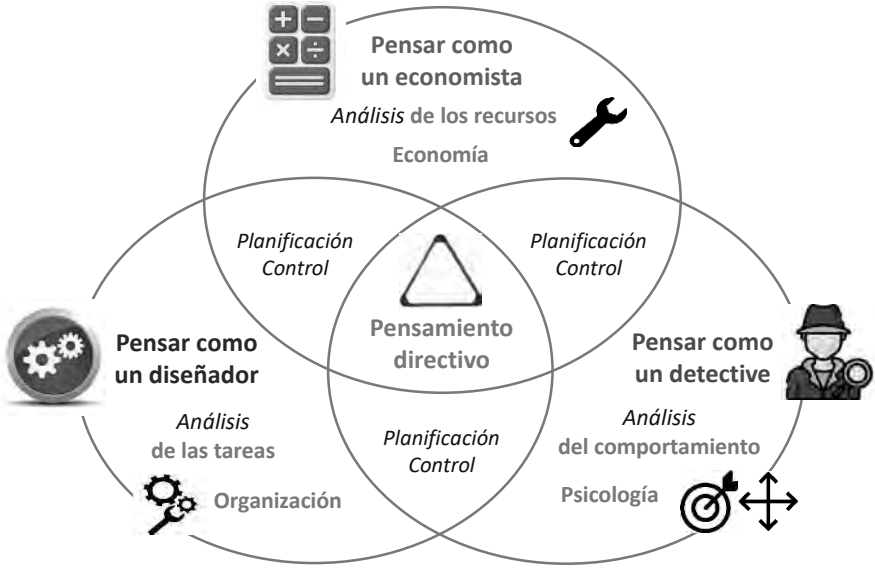 Pensar como
un economista
Análisis de los recursos
Economía
Planificación
Control
Planificación
Control
Pensamiento
directivo
Pensar como
un diseñador
Análisis
de las tareas
Organización
Planificación
Control
Pensar como
un detective
Análisis
del comportamiento
Psicología